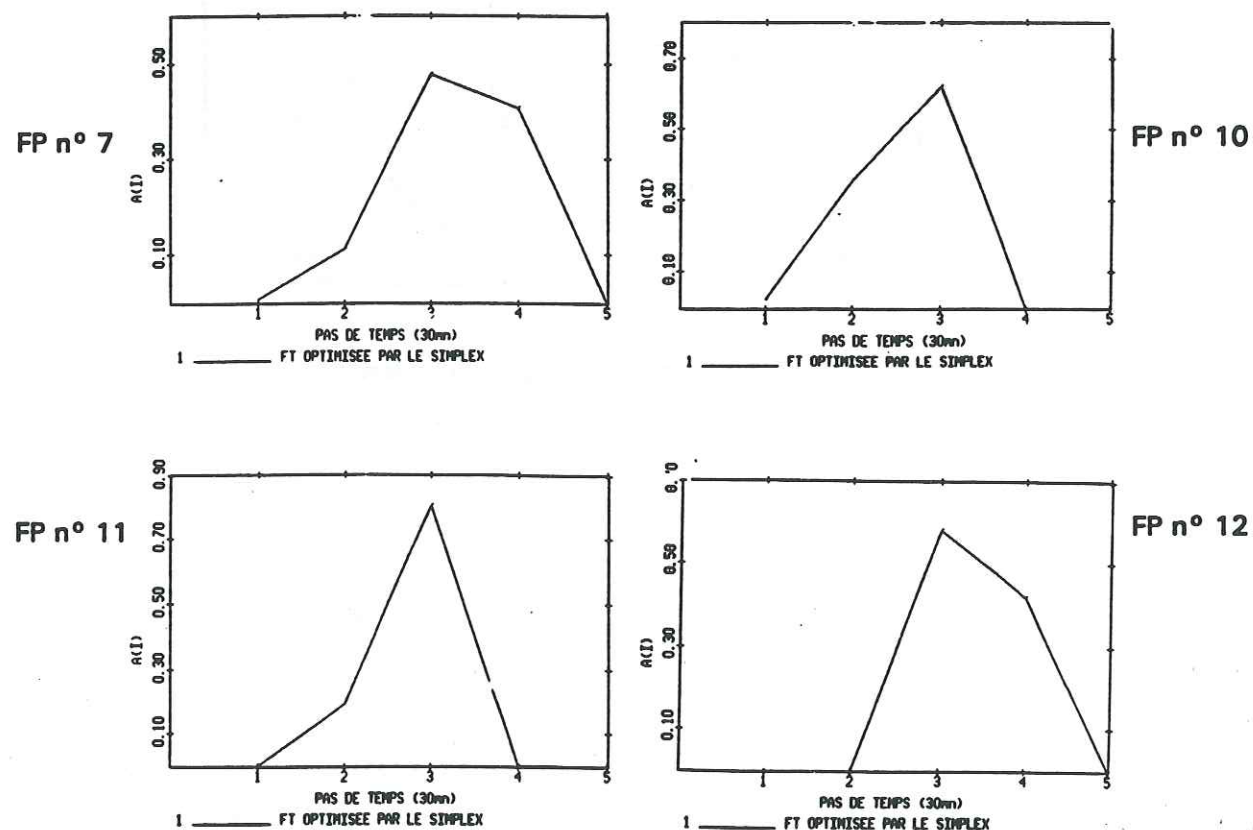 FP nº 7
A(I)
0.50
0.30
0.10
1 2 3 4 5
PAS DE TEMPS (30mn)
1 FT OPTIMISEE PAR LE SIMPLEX
FP nº 10
A(I)
0.70
0.50
0.30
0.10
1 2 3 4 5
PAS DE TEMPS (30mn)
1 FT OPTIMISEE PAR LE SIMPLEX
FP nº 11
A(I)
0.90
0.70
0.50
0.30
0.10
1 2 3 4 5
PAS DE TEMPS (30mn)
1 FT OPTIMISEE PAR LE SIMPLEX
FP nº 12
A(I)
0.50
0.30
0.10
1 2 3 4 5
PAS DE TEMPS (30mn)
1 FT OPTIMISEE PAR LE SIMPLEX